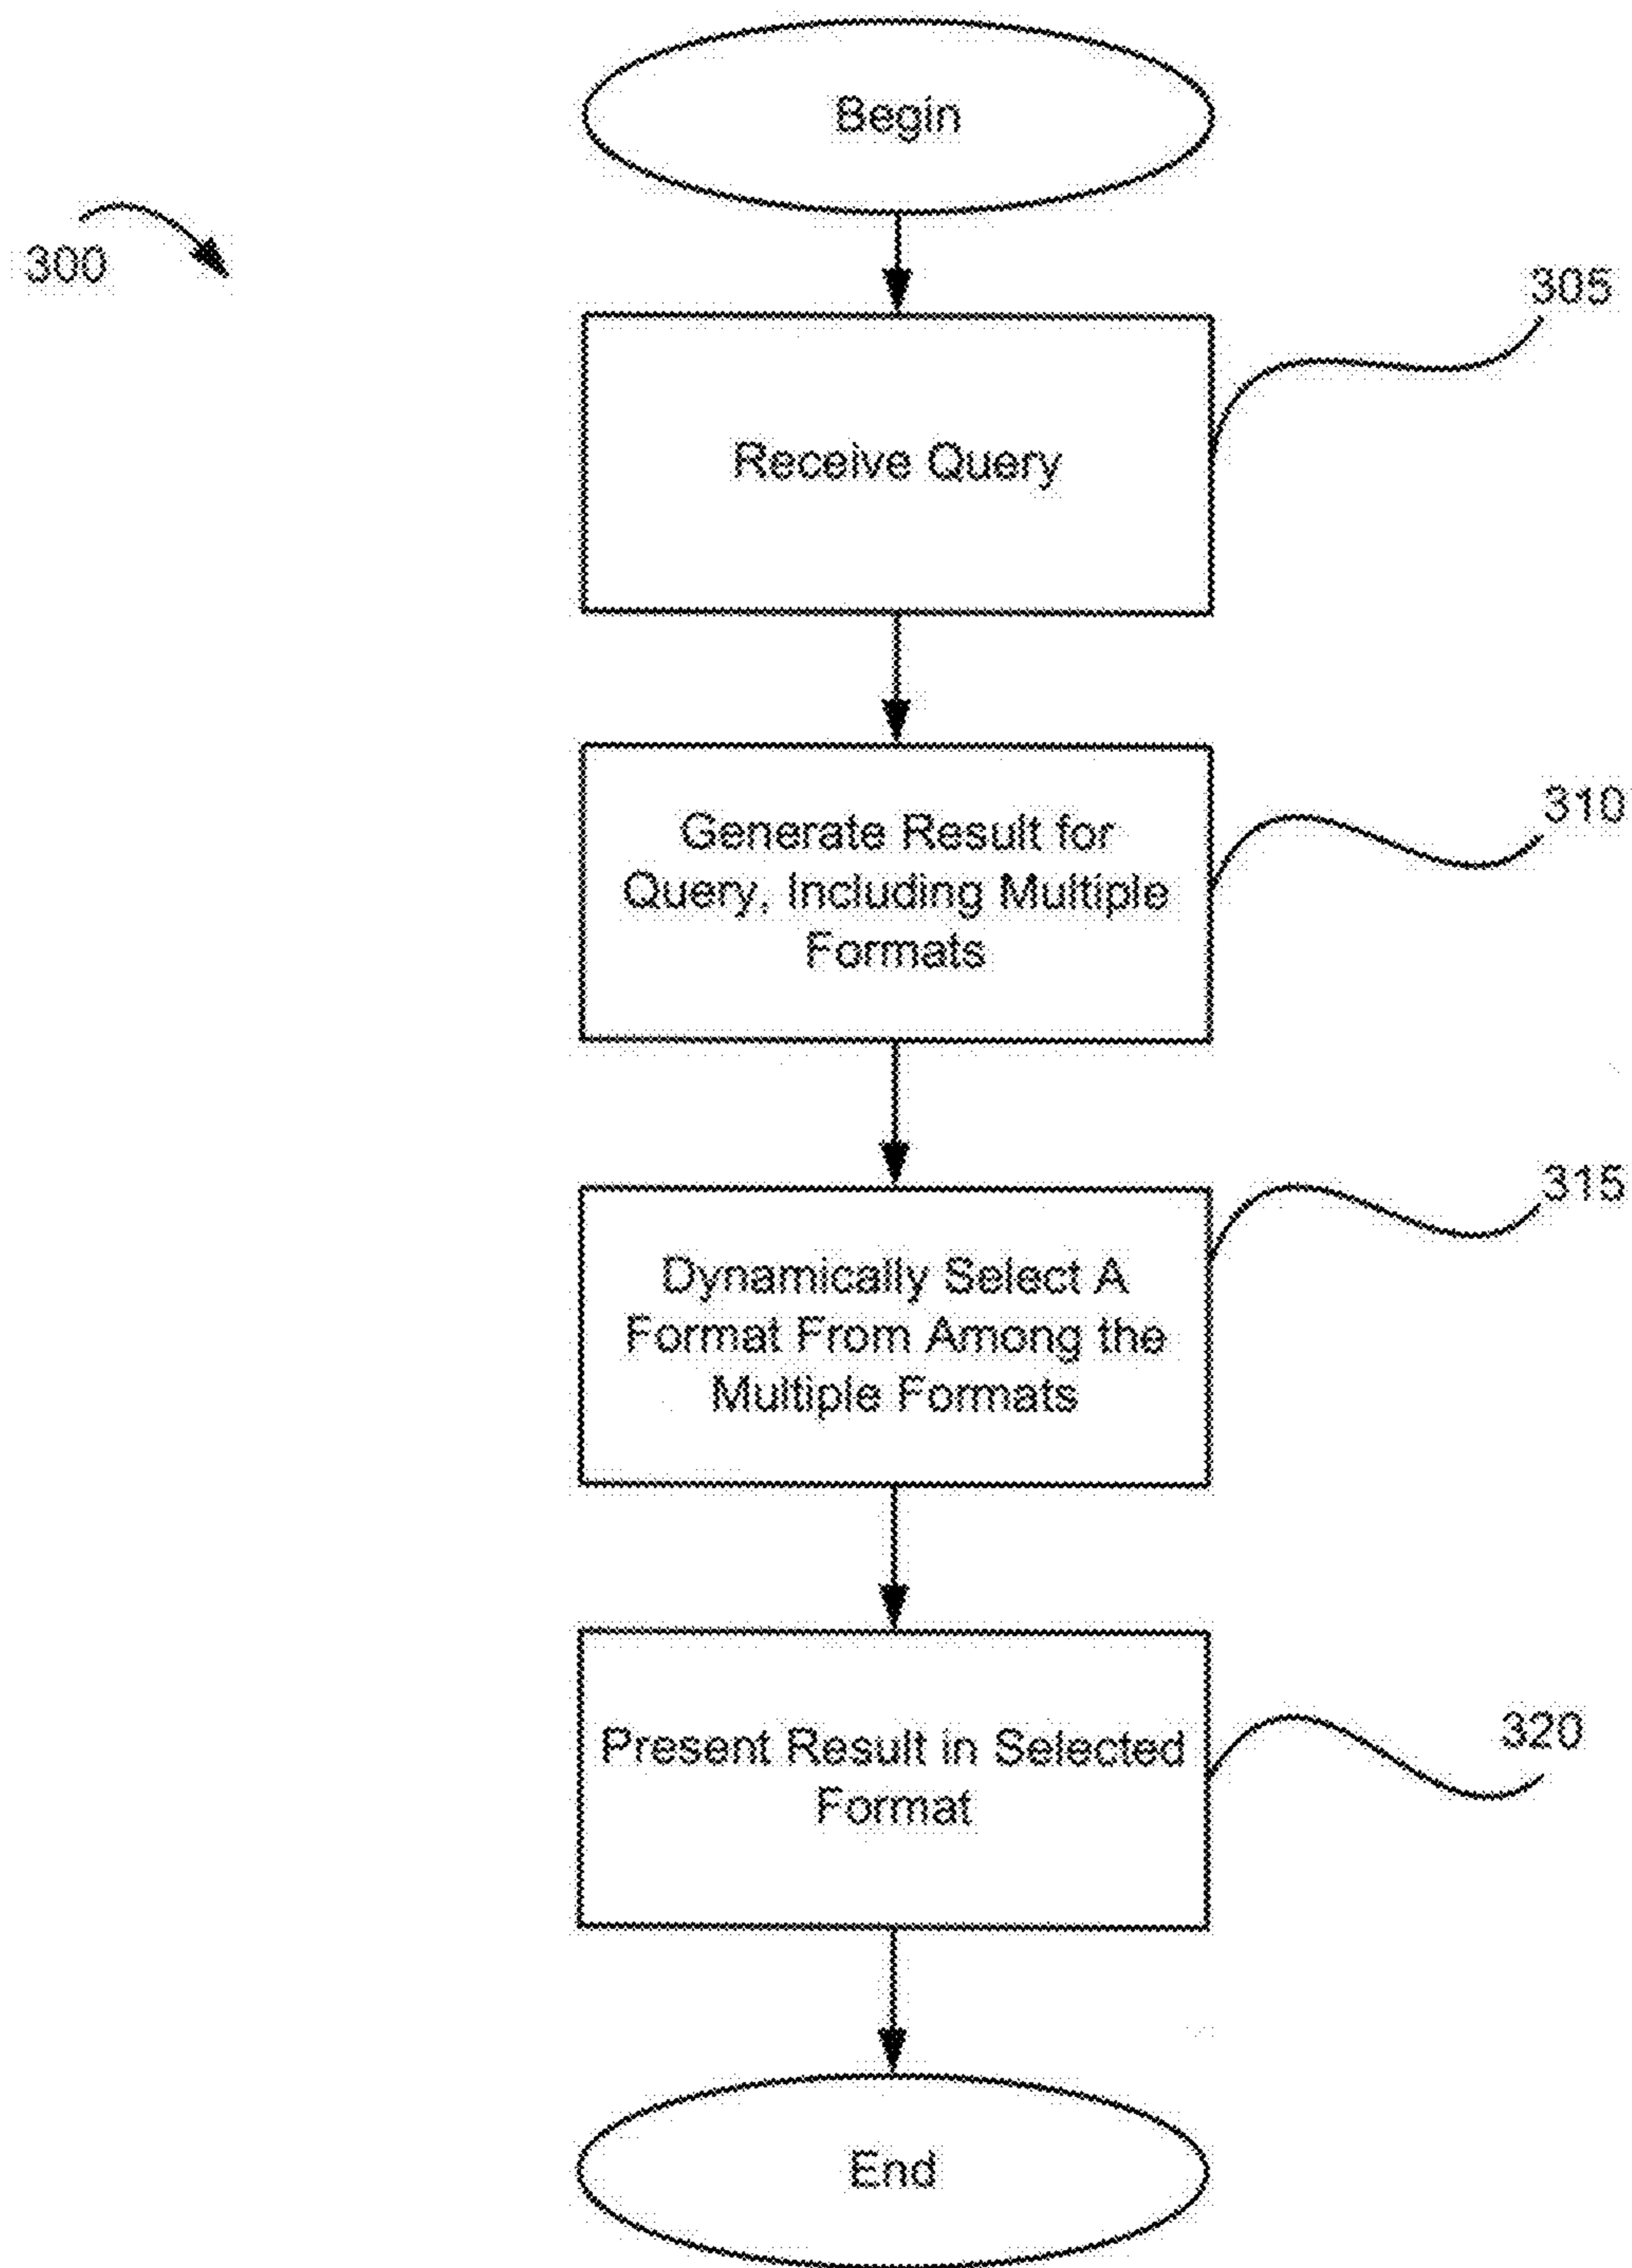 Begin
300
305
Receive Query
310
Generate Result for
Query, Including Multiple
Formats
315
Dynamically Select A
Format From Among the
Multiple Formats
320
Present Result in Selected
Format
End